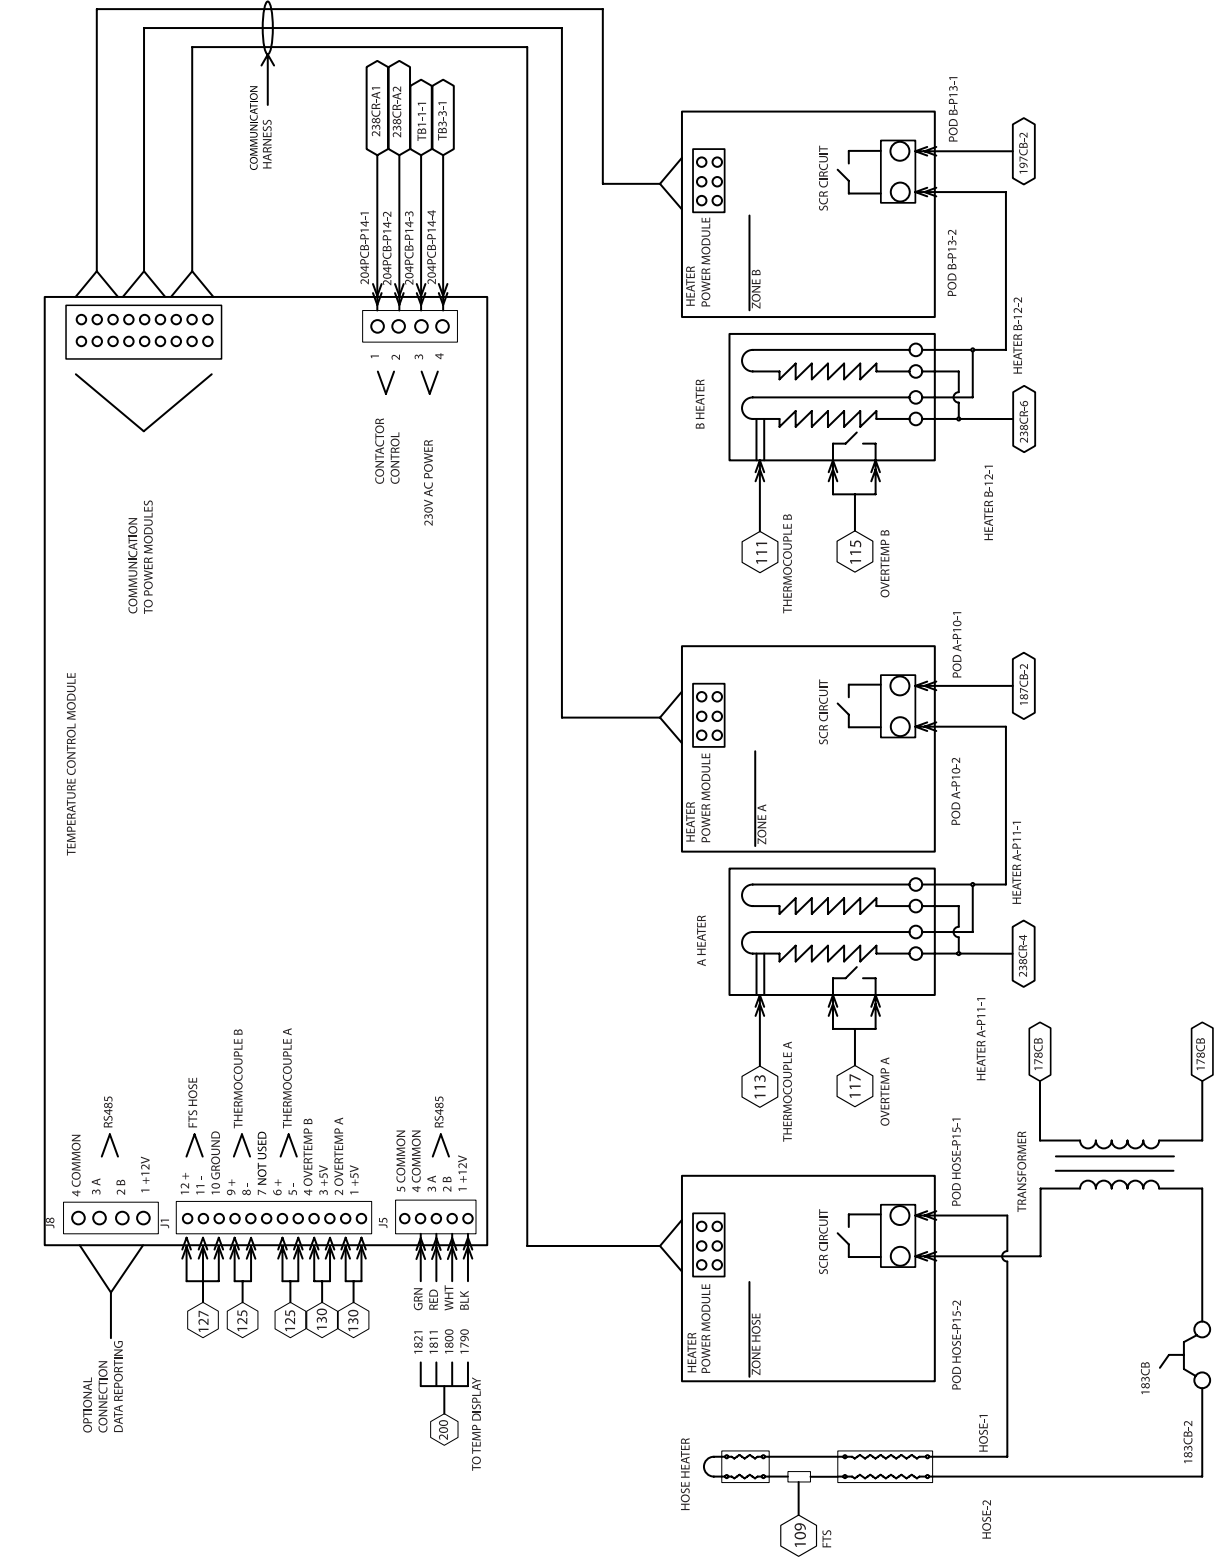 TEMPERATURE CONTROL MODULE
OPTIONAL
CONNECTION
DATA REPORTING
J8
4 COMMON
3 A
2 B
1 +12V
RS485
J1
12 +
11 -
10 GROUND
9 +
8 -
7 NOT USED
6 +
5 -
4 OVERTEMP B
3 +5V
2 OVERTEMP A
1 +5V
FTS HOSE
THERMOCOUPLE B
THERMOCOUPLE A
127
125
125
130
130
J5
5 COMMON
4 COMMON
3 A
2 B
1 +12V
RS485
GRN
RED
WHT
BLK
1821
1811
1800
1790
200
TO TEMP DISPLAY
COMMUNICATION
TO POWER MODULES
COMMUNICATION
HARNESS
CONTACTOR
CONTROL
230V AC POWER
1
2
3
4
204PCB-P14-1
204PCB-P14-2
204PCB-P14-3
204PCB-P14-4
238CR-A1
238CR-A2
TB1-1-1
TB3-3-1
HOSE HEATER
109
FTS
HOSE-1
HOSE-2
HEATER
POWER MODULE
ZONE HOSE
SCR CIRCUIT
POD HOSE-P15-1
POD HOSE-P15-2
TRANSFORMER
178CB
178CB
183CB
183CB-2
A HEATER
113
THERMOCOUPLE A
117
OVERTEMP A
HEATER A-P11-1
HEATER A-P11-1
238CR-4
HEATER
POWER MODULE
ZONE A
SCR CIRCUIT
POD A-P10-1
POD A-P10-2
187CB-2
B HEATER
111
THERMOCOUPLE B
115
OVERTEMP B
HEATER B-12-1
HEATER B-12-2
238CR-6
HEATER
POWER MODULE
ZONE B
SCR CIRCUIT
POD B-P13-1
POD B-P13-2
197CB-2